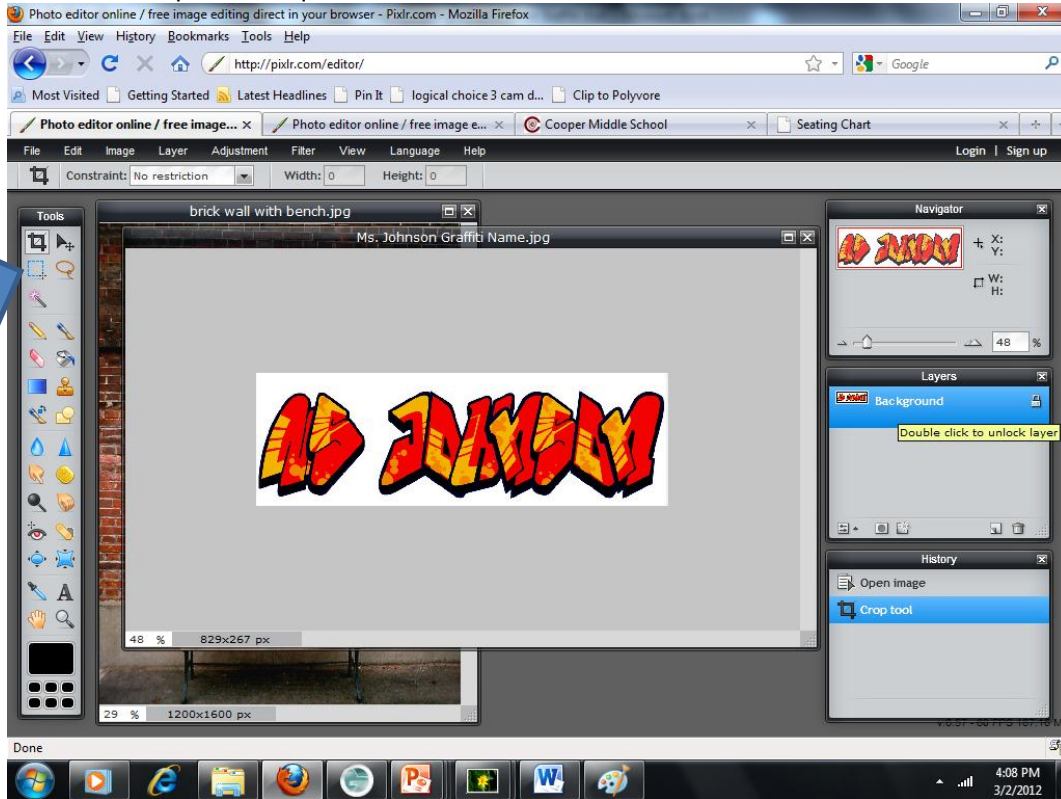 Photo editor online / free image editing direct in your browser - Pixlr.com - Mozilla Firefox
File Edit View History Bookmarks Tools Help
http://pixlr.com/editor/
Google
Most Visited Getting Started Latest Headlines Pin It logical choice 3 cam d... Clip to Polyvore
Photo editor online / free image... Photo editor online / free image e... Cooper Middle School Seating Chart
File Edit Image Layer Adjustment Filter View Language Help Login | Sign up
Constraint: No restriction Width: 0 Height: 0
Tools
brick wall with bench.jpg
Ms. Johnson Graffiti Name.jpg
MS JOHNSON
48 % 829x267 px
29 % 1200x1600 px
Navigator
X:
Y:
W:
H:
48 %
Layers
Background
Double click to unlock layer
History
Open image
Crop tool
Done
4:08 PM
3/2/2012